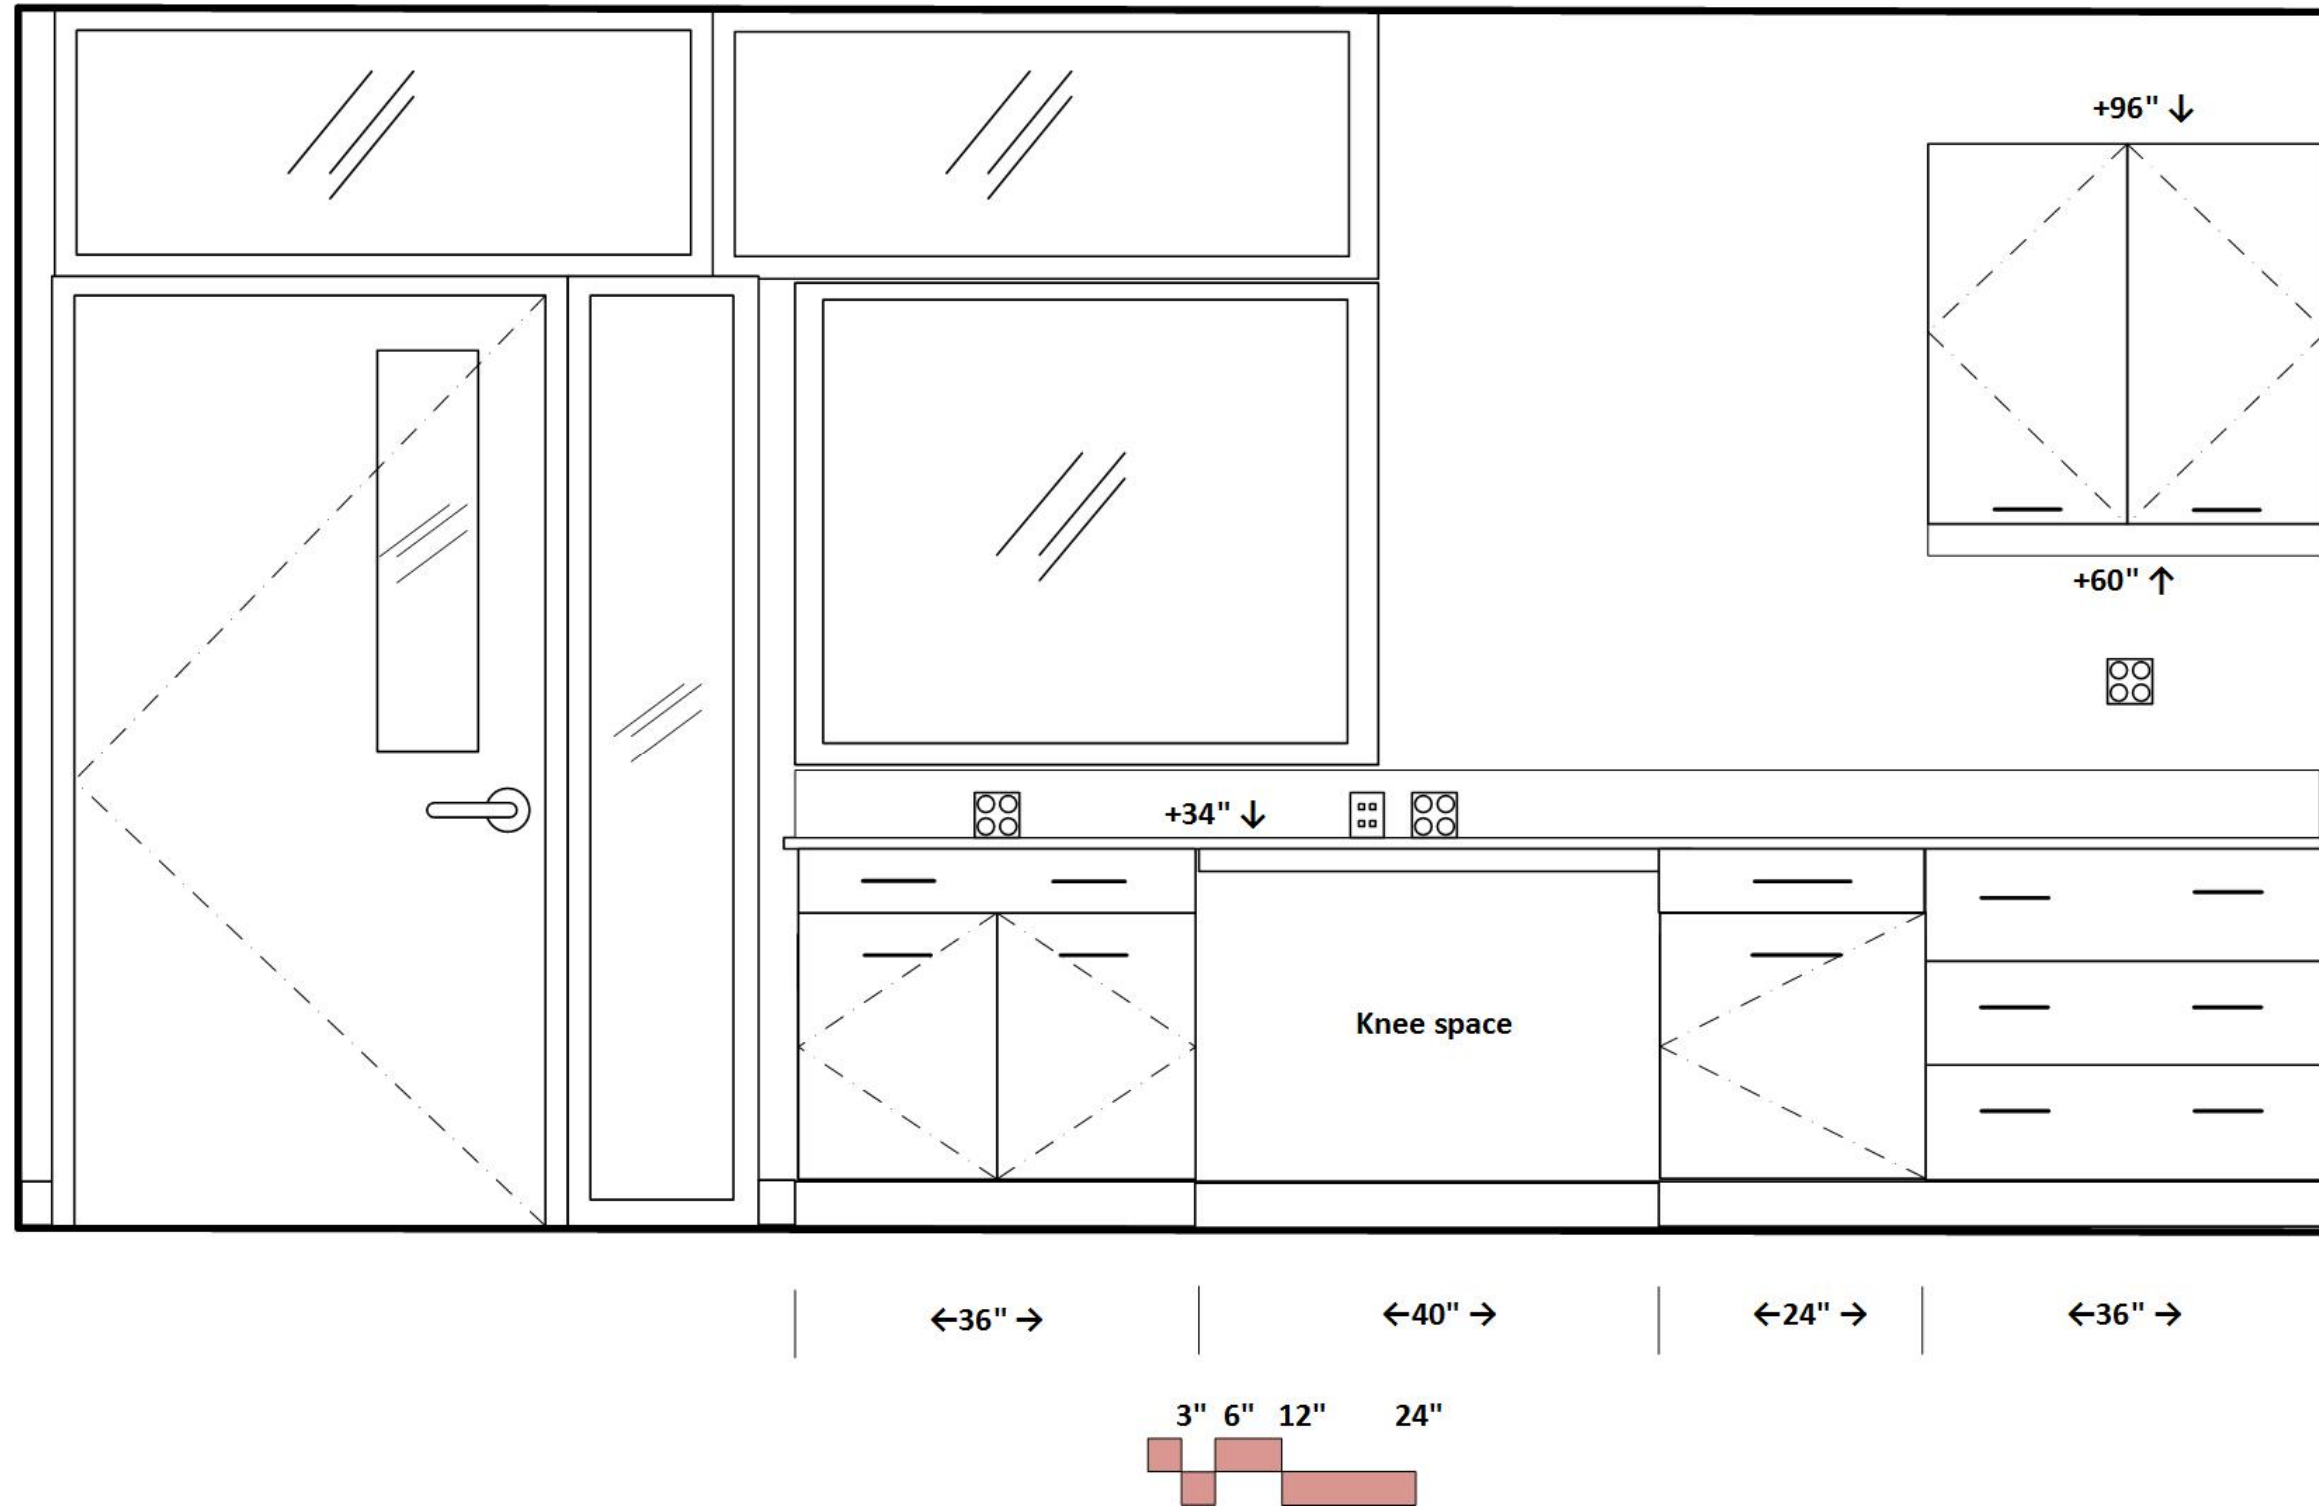 +96" ↓
+60" ↑
+34" ↓
Knee space
←36" → ←40" → ←24" → ←36" →
3" 6" 12" 24"